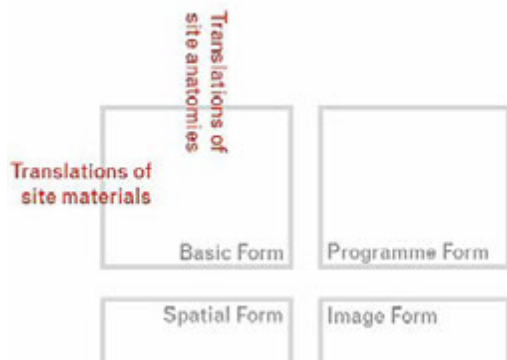 Translations of
site anatomies
Translations of
site materials
Basic Form
Programme Form
Spatial Form
Image Form